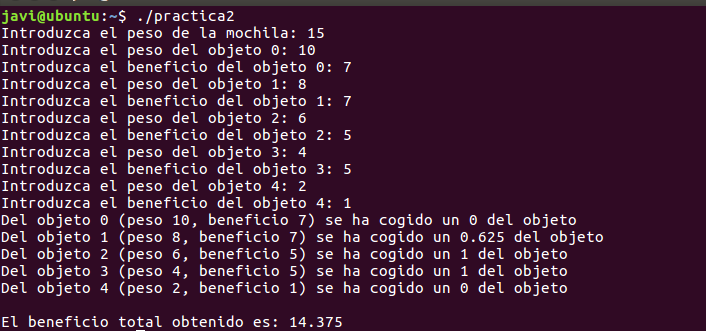 javi@ubuntu:~$ ./practica2
Introduzca el peso de la mochila: 15
Introduzca el peso del objeto 0: 10
Introduzca el beneficio del objeto 0: 7
Introduzca el peso del objeto 1: 8
Introduzca el beneficio del objeto 1: 7
Introduzca el peso del objeto 2: 6
Introduzca el beneficio del objeto 2: 5
Introduzca el peso del objeto 3: 4
Introduzca el beneficio del objeto 3: 5
Introduzca el peso del objeto 4: 2
Introduzca el beneficio del objeto 4: 1
Del objeto 0 (peso 10, beneficio 7) se ha cogido un 0 del objeto
Del objeto 1 (peso 8, beneficio 7) se ha cogido un 0.625 del objeto
Del objeto 2 (peso 6, beneficio 5) se ha cogido un 1 del objeto
Del objeto 3 (peso 4, beneficio 5) se ha cogido un 1 del objeto
Del objeto 4 (peso 2, beneficio 1) se ha cogido un 0 del objeto
El beneficio total obtenido es: 14.375